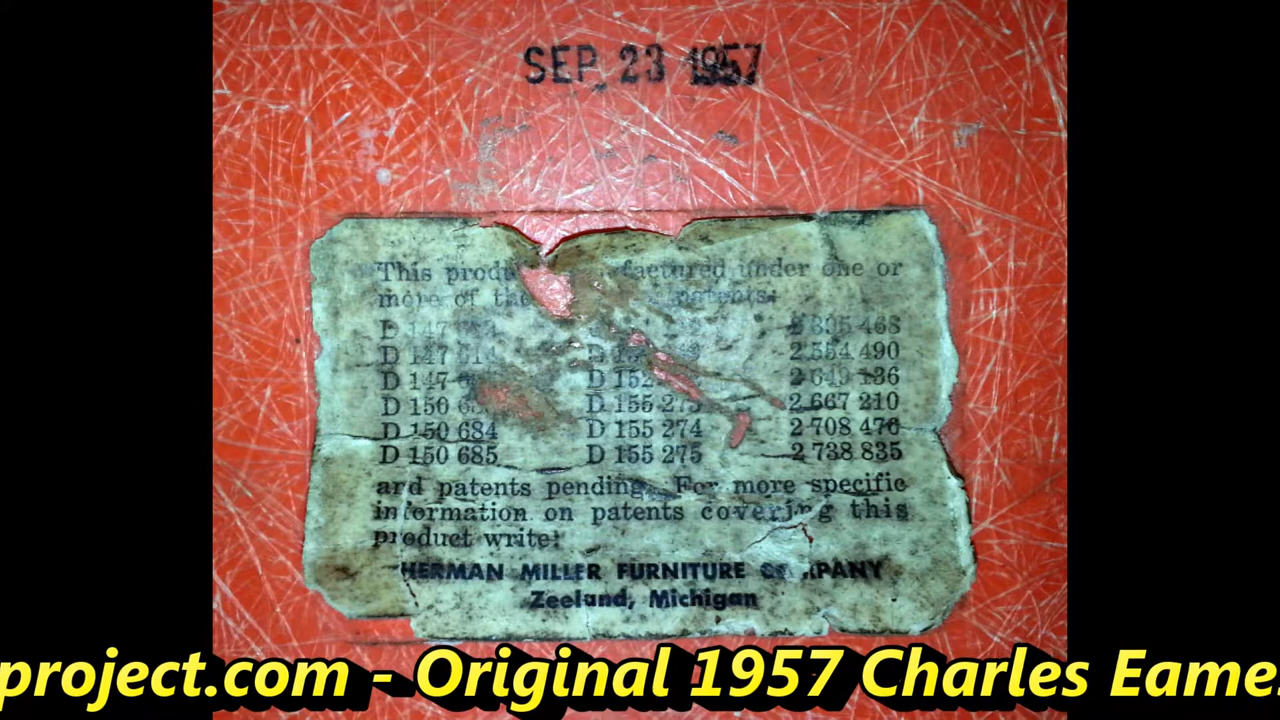 SEP. 23 1957
This factured under one or
more of the patents:
D 147 2 805 468
D 147 514 D 2 554 490
D 147 D 152 2 649 136
D 150 D 155 273 2 667 210
D 150 684 D 155 274 2 708 476
D 150 685 D 155 275 2 738 835
and patents pending. For more specific
information on patents covering this
product write:
HERMAN MILLER FURNITURE COMPANY
Zeeland, Michigan
project.com - Original 1957 Charles Eame